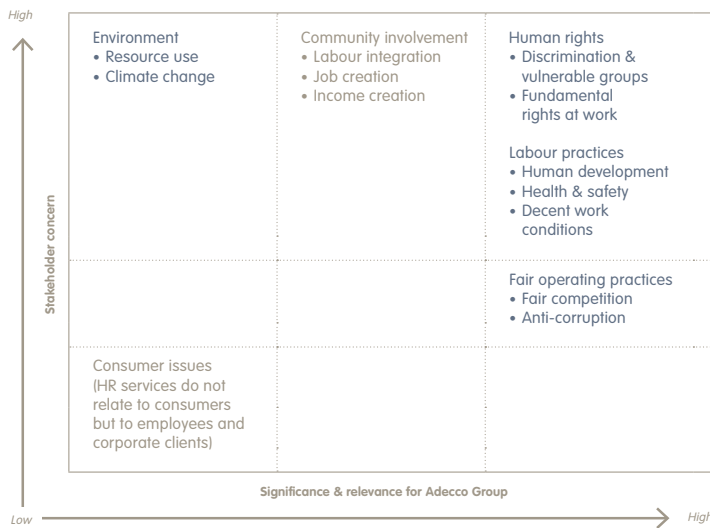 High
Environment
• Resource use
• Climate change
Community involvement
• Labour integration
• Job creation
• Income creation
Human rights
• Discrimination &
vulnerable groups
• Fundamental
rights at work
Labour practices
• Human development
• Health & safety
• Decent work
conditions
Stakeholder concern
Fair operating practices
• Fair competition
• Anti-corruption
Consumer issues
(HR services do not
relate to consumers
but to employees and
corporate clients)
Significance & relevance for Adecco Group
Low
High